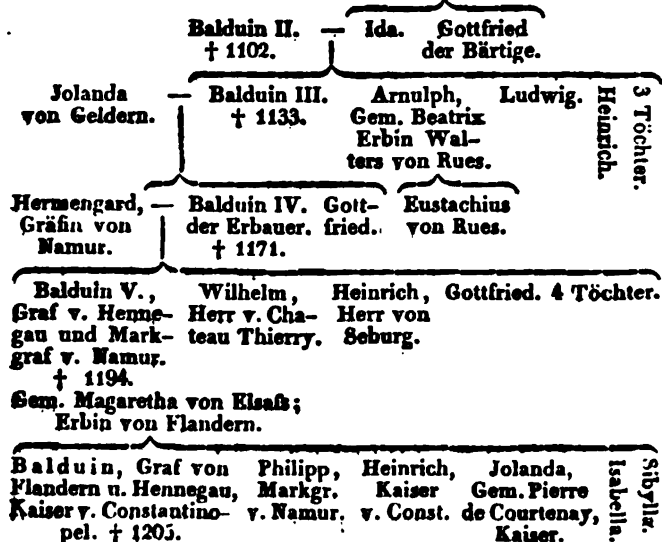 Balduin II. — Ida. Gottfried
† 1102. der Bärtige.
Jolanda — Balduin III. Arnulph, Ludwig. Heinrich. 3 Töchter.
von Geldern. † 1133. Gem. Beatrix
Erbin Wal-
ters von Rues.
Hermengard, — Balduin IV. Gott- Eustachius
Gräfin von der Erbauer. fried. von Rues.
Namur. † 1171.
Balduin V., Wilhelm, Heinrich, Gottfried. 4 Töchter.
Graf v. Henne- Herr v. Cha- Herr von
gau und Mark- teau Thierry. Seburg.
graf v. Namur.
† 1194.
Gem. Magaretha von Elsafs;
Erbin von Flandern.
Balduin, Graf von Philipp, Heinrich, Jolanda, Isabella. Sibylla.
Flandern u. Hennegau, Markgr. Kaiser Gem. Pierre
Kaiser v. Constantino- v. Namur. v. Const. de Courtenay,
pel. † 1205. Kaiser.